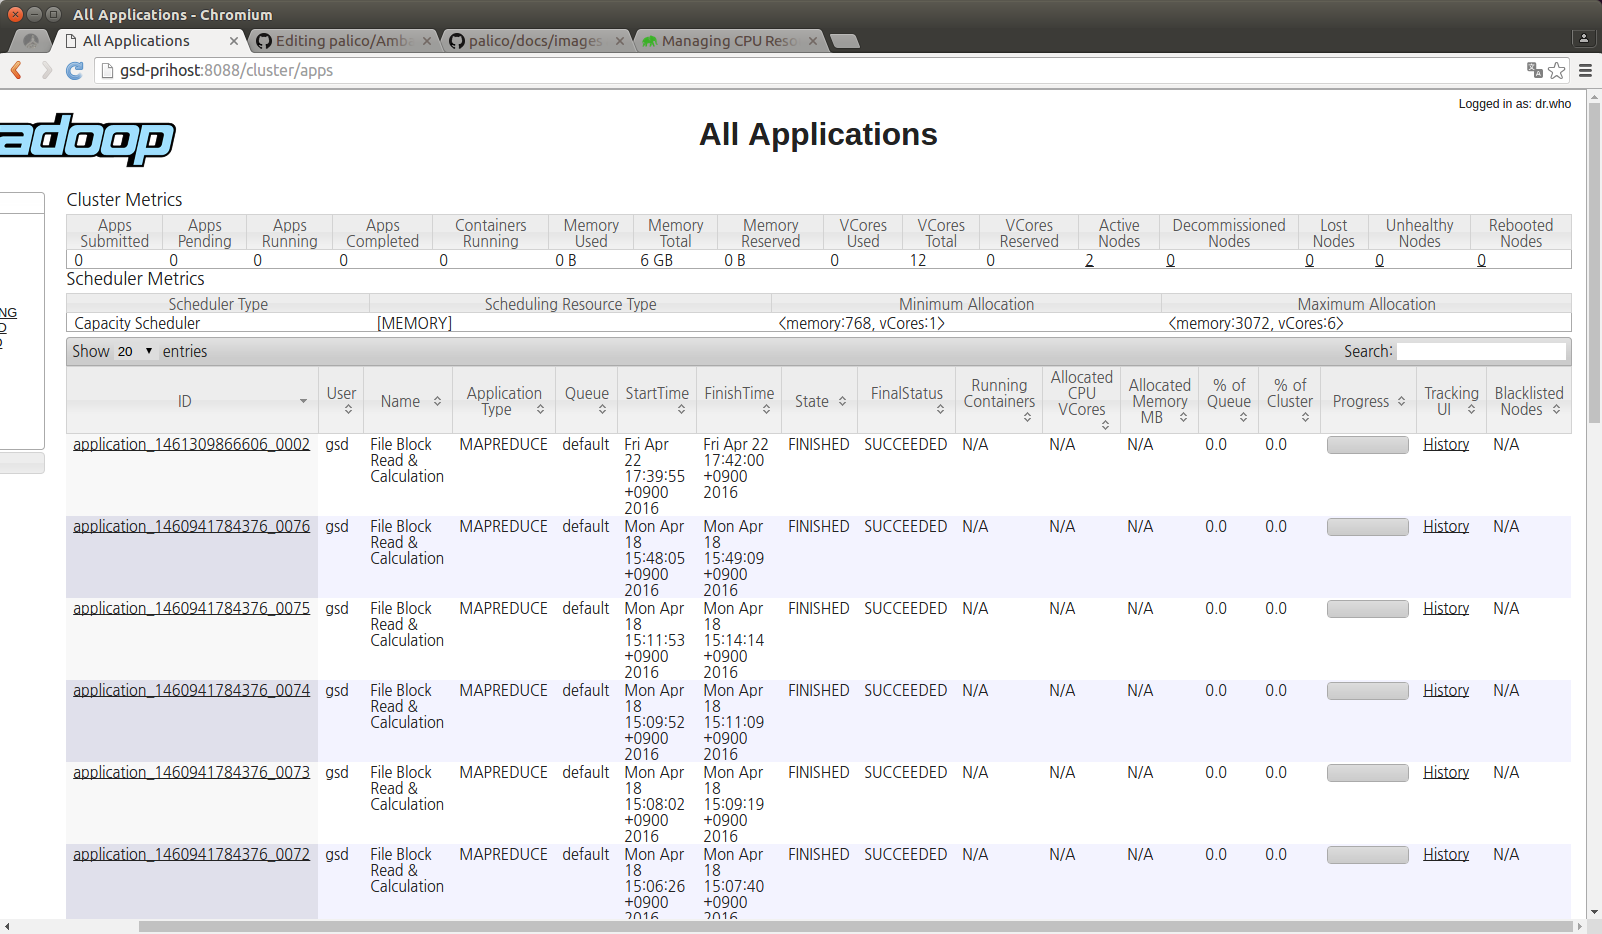 All Applications - Chromium
All Applications
Editing palico/Amba
palico/docs/images
Managing CPU Reso
gsd-prihost:8088/cluster/apps
Logged in as: dr.who
adoop
All Applications
NG
D
Cluster Metrics
Apps Submitted Apps Pending Apps Running Apps Completed Containers Running Memory Used Memory Total Memory Reserved VCores Used VCores Total VCores Reserved Active Nodes Decommissioned Nodes Lost Nodes Unhealthy Nodes Rebooted Nodes
0 0 0 0 0 0 B 6 GB 0 B 0 12 0 2 0 0 0 0
Scheduler Metrics
Scheduler Type Scheduling Resource Type Minimum Allocation Maximum Allocation
Capacity Scheduler [MEMORY] <memory:768, vCores:1> <memory:3072, vCores:6>
Show 20 entries Search:
ID User Name Application Type Queue StartTime FinishTime State FinalStatus Running Containers Allocated CPU VCores Allocated Memory MB % of Queue % of Cluster Progress Tracking UI Blacklisted Nodes
application_1461309866606_0002 gsd File Block Read & Calculation MAPREDUCE default Fri Apr 22 17:39:55 +0900 2016 Fri Apr 22 17:42:00 +0900 2016 FINISHED SUCCEEDED N/A N/A N/A 0.0 0.0 History N/A
application_1460941784376_0076 gsd File Block Read & Calculation MAPREDUCE default Mon Apr 18 15:48:05 +0900 2016 Mon Apr 18 15:49:09 +0900 2016 FINISHED SUCCEEDED N/A N/A N/A 0.0 0.0 History N/A
application_1460941784376_0075 gsd File Block Read & Calculation MAPREDUCE default Mon Apr 18 15:11:53 +0900 2016 Mon Apr 18 15:14:14 +0900 2016 FINISHED SUCCEEDED N/A N/A N/A 0.0 0.0 History N/A
application_1460941784376_0074 gsd File Block Read & Calculation MAPREDUCE default Mon Apr 18 15:09:52 +0900 2016 Mon Apr 18 15:11:09 +0900 2016 FINISHED SUCCEEDED N/A N/A N/A 0.0 0.0 History N/A
application_1460941784376_0073 gsd File Block Read & Calculation MAPREDUCE default Mon Apr 18 15:08:02 +0900 2016 Mon Apr 18 15:09:19 +0900 2016 FINISHED SUCCEEDED N/A N/A N/A 0.0 0.0 History N/A
application_1460941784376_0072 gsd File Block Read & Calculation MAPREDUCE default Mon Apr 18 15:06:26 +0900 2016 Mon Apr 18 15:07:40 +0900 2016 FINISHED SUCCEEDED N/A N/A N/A 0.0 0.0 History N/A